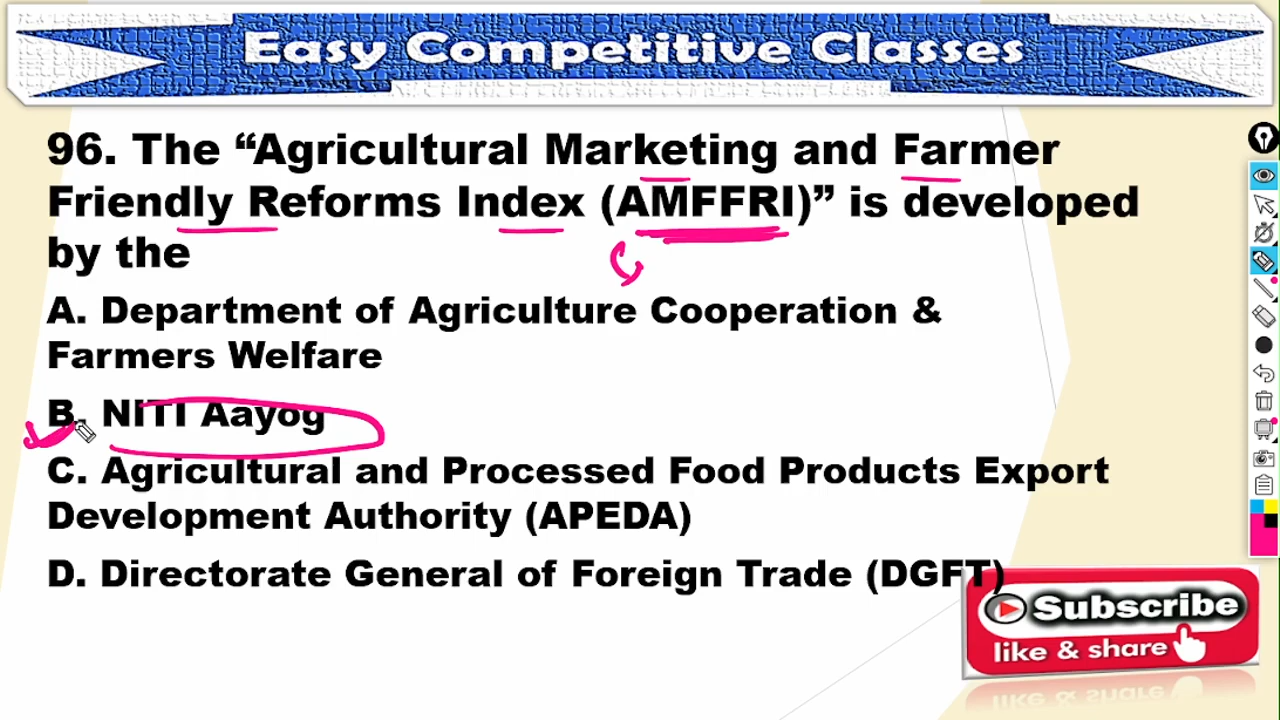 Easy Competitive Classes
96. The “Agricultural Marketing and Farmer
Friendly Reforms Index (AMFFRI)” is developed
by the
A. Department of Agriculture Cooperation &
Farmers Welfare
B. NITI Aayog
C. Agricultural and Processed Food Products Export
Development Authority (APEDA)
D. Directorate General of Foreign Trade (DGFT)
Subscribe
like & share